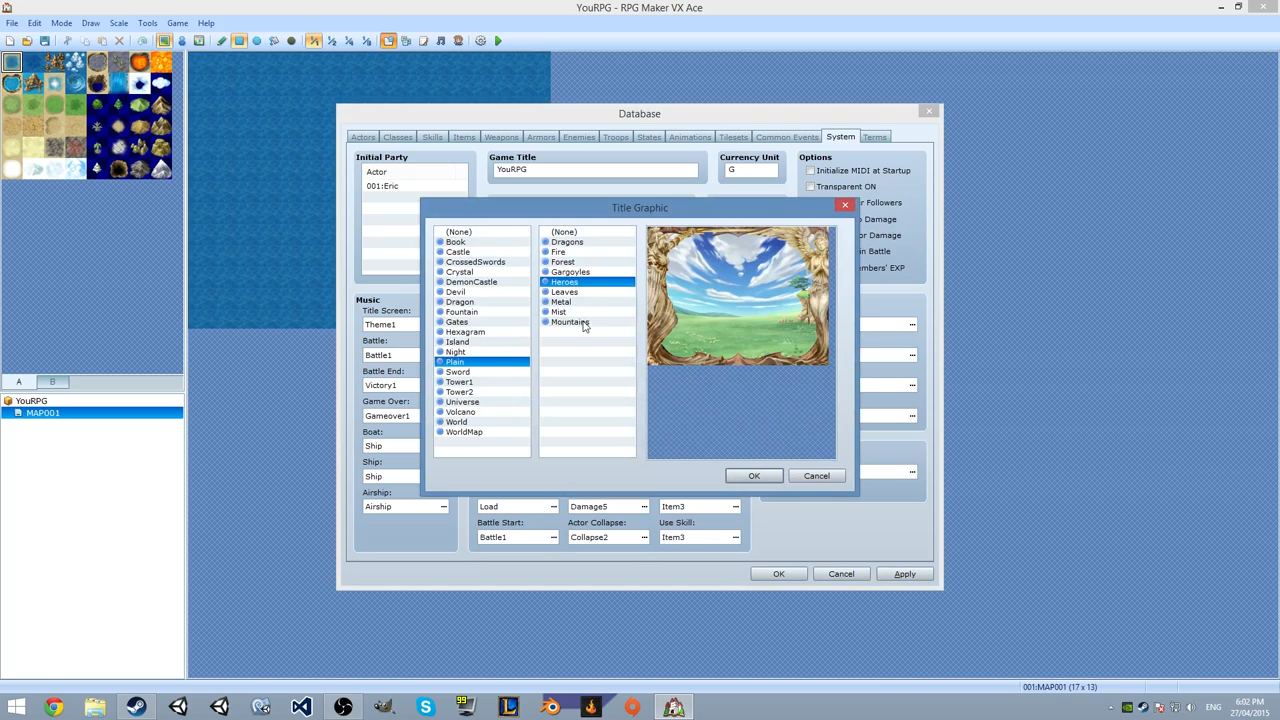 YouRPG - RPG Maker VX Ace
File Edit Mode Draw Scale Tools Game Help
Database
Actors Classes Skills Items Weapons Armors Enemies Troops States Animations Tilesets Common Events System Terms
Initial Party
Actor
001:Eric
Game Title
YouRPG
Currency Unit
G
Options
Initialize MIDI at Startup
Transparent ON
Followers
Damage
or Damage
in Battle
mbers' EXP
Title Graphic
(None)
Book
Castle
CrossedSwords
Crystal
DemonCastle
Devil
Dragon
Fountain
Gates
Hexagram
Island
Night
Plain
Sword
Tower1
Tower2
Universe
Volcano
World
WorldMap
(None)
Dragons
Fire
Forest
Gargoyles
Heroes
Leaves
Metal
Mist
Mountains
OK Cancel
Music
Title Screen:
Theme1
Battle:
Battle1
Battle End:
Victory1
Game Over:
Gameover1
Boat:
Ship
Ship:
Ship
Airship:
Airship
Load Damage5 Item3
Battle Start: Actor Collapse: Use Skill:
Battle1 Collapse2 Item3
OK Cancel Apply
A B
YouRPG
MAP001
001:MAP001 (17 x 13)
99
ENG
6:02 PM
27/04/2015